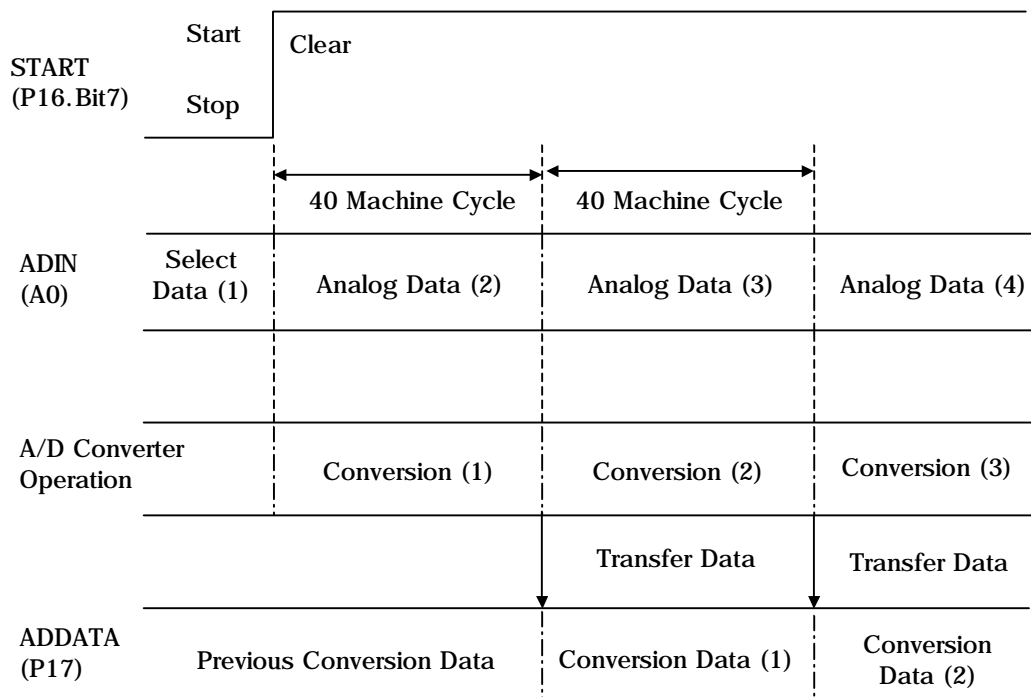 Start
Clear
START
(P16.Bit7)
Stop
40 Machine Cycle
40 Machine Cycle
ADIN
(A0)
Select
Data (1)
Analog Data (2)
Analog Data (3)
Analog Data (4)
A/D Converter
Operation
Conversion (1)
Conversion (2)
Conversion (3)
Transfer Data
Transfer Data
ADDATA
(P17)
Previous Conversion Data
Conversion Data (1)
Conversion
Data (2)